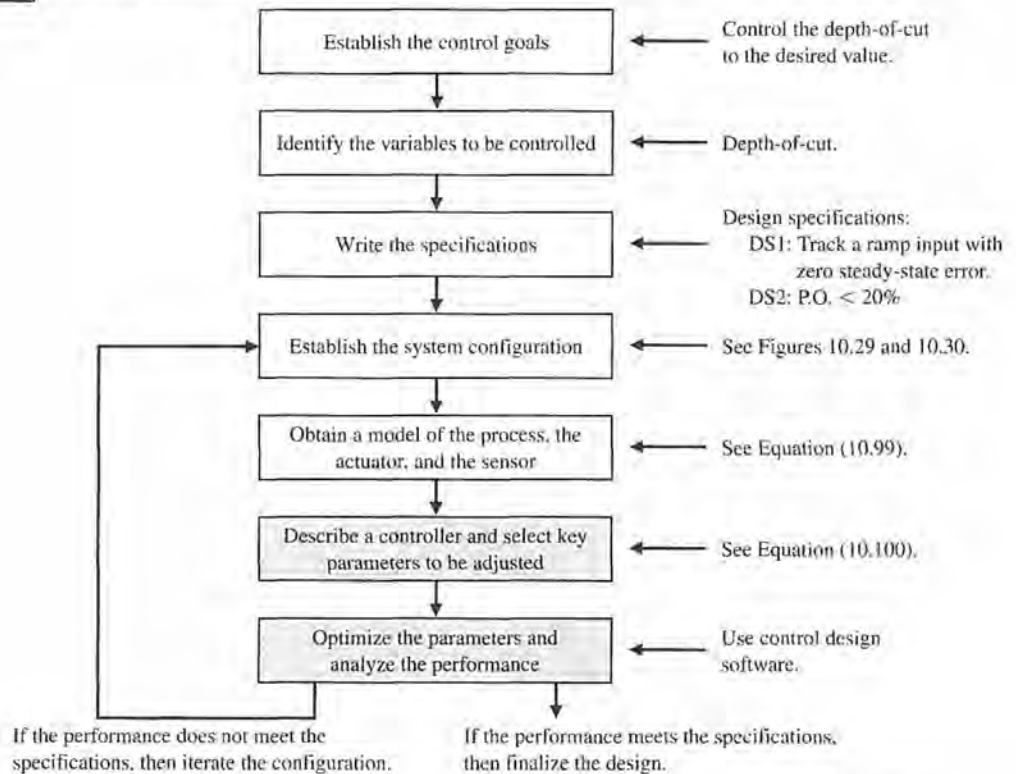 Establish the control goals
Control the depth-of-cut
to the desired value.
Identify the variables to be controlled
Depth-of-cut.
Write the specifications
Design specifications:
DS1: Track a ramp input with
zero steady-state error.
DS2: P.O. < 20%
Establish the system configuration
See Figures 10.29 and 10.30.
Obtain a model of the process, the
actuator, and the sensor
See Equation (10.99).
Describe a controller and select key
parameters to be adjusted
See Equation (10.100).
Optimize the parameters and
analyze the performance
Use control design
software.
If the performance does not meet the
specifications, then iterate the configuration.
If the performance meets the specifications,
then finalize the design.